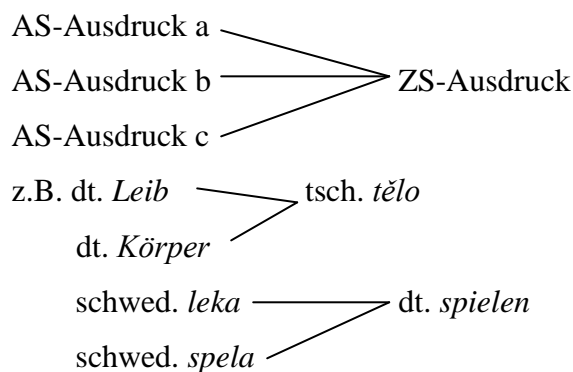 AS-Ausdruck a
AS-Ausdruck b ZS-Ausdruck
AS-Ausdruck c
z.B. dt. Leib tsch. tělo
dt. Körper
schwed. leka dt. spielen
schwed. spela